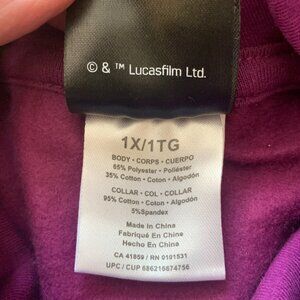 © & ™ Lucasfilm Ltd.
1X/1TG
BODY • CORPS • CUERPO
65% Polyester • Poliéster
35% Cotton • Coton • Algodón
COLLAR • COL • COLLAR
95% Cotton • Coton • Algodón
5%Spandex
Made In China
Fabriqué En China
Hecho En China
CA 41859 / RN 0101531
UPC / CUP 686216874756